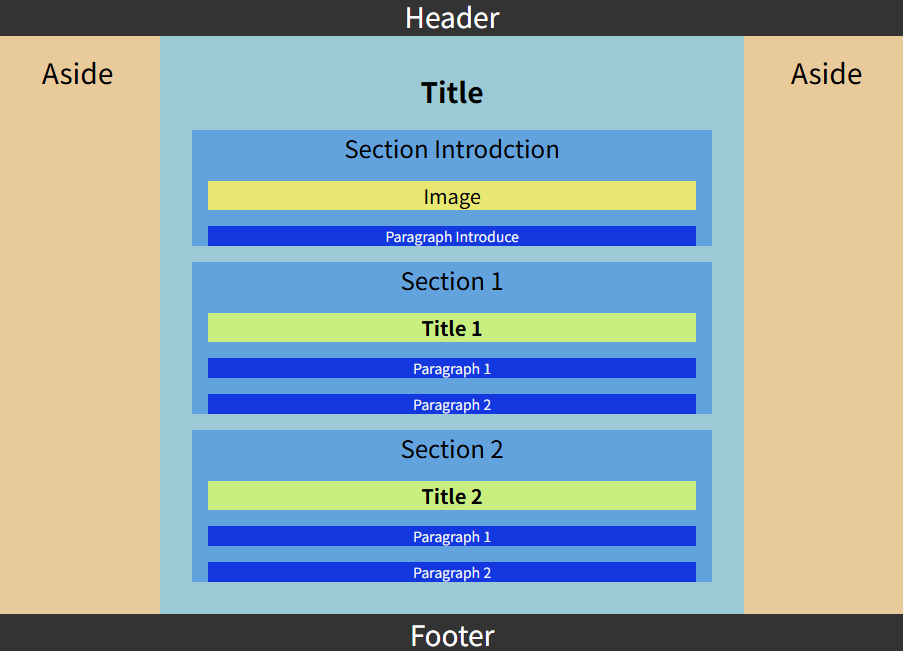 Header
Aside
Aside
Title
Section Introdction
Image
Paragraph Introduce
Section 1
Title 1
Paragraph 1
Paragraph 2
Section 2
Title 2
Paragraph 1
Paragraph 2
Footer